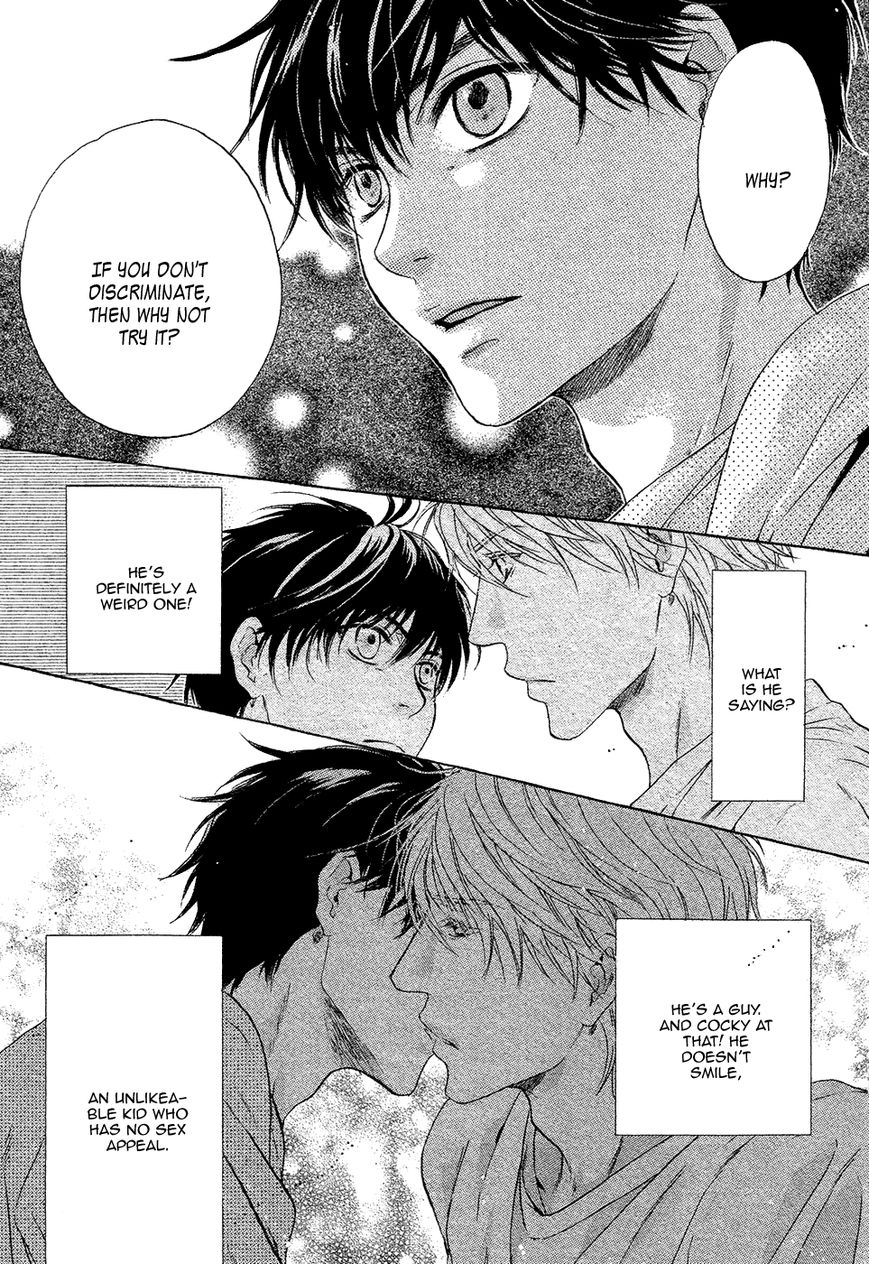 WHY?
IF YOU DON'T
DISCRIMINATE,
THEN WHY NOT
TRY IT?
WHAT
IS HE
SAYING?
HE'S
DEFINITELY A
WEIRD ONE!
HE'S A GUY.
AND COCKY AT
THAT! HE
DOESN'T
SMILE,
AN UNLIKEA-
BLE KID WHO
HAS NO SEX
APPEAL.